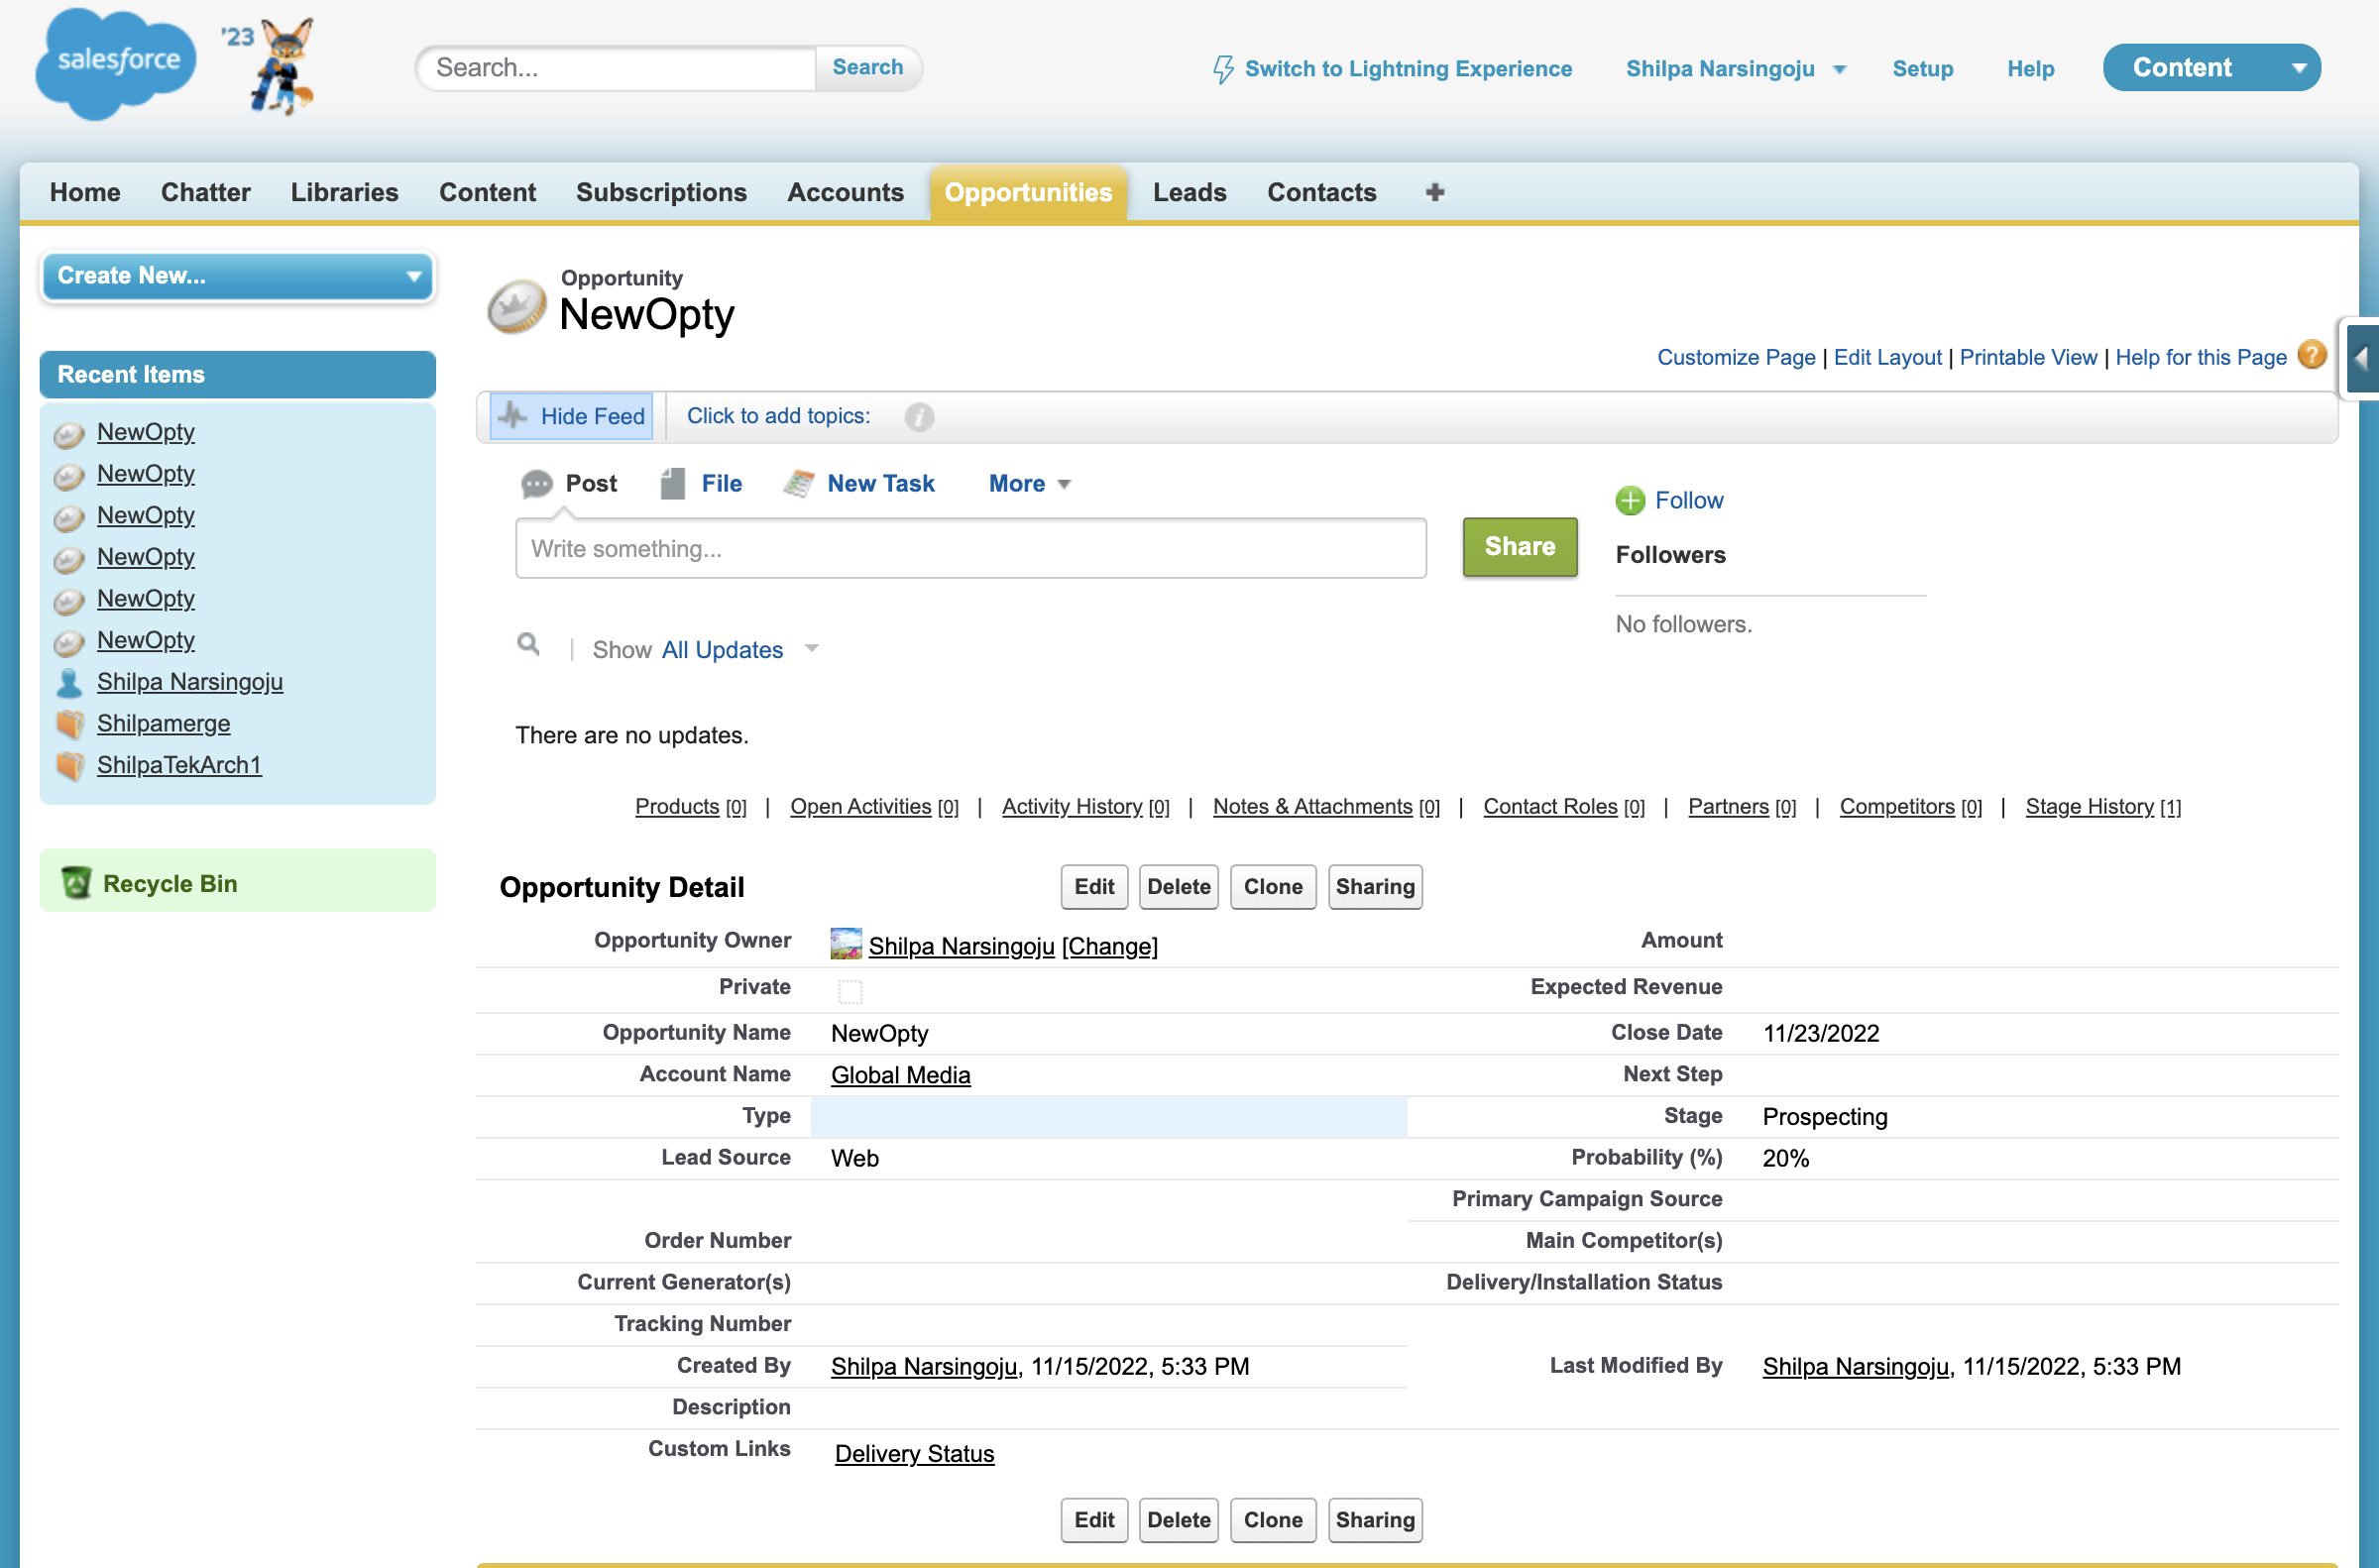 salesforce
'23
Search...
Search
Switch to Lightning Experience
Shilpa Narsingoju
Setup
Help
Content
Home
Chatter
Libraries
Content
Subscriptions
Accounts
Opportunities
Leads
Contacts
Create New...
Recent Items
NewOpty
NewOpty
NewOpty
NewOpty
NewOpty
NewOpty
Shilpa Narsingoju
Shilpamerge
ShilpaTekArch1
Recycle Bin
Opportunity
NewOpty
Customize Page | Edit Layout | Printable View | Help for this Page ?
Hide Feed
Click to add topics:
Post
File
New Task
More
Write something...
Share
Follow
Followers
No followers.
Show All Updates
There are no updates.
Products [0] | Open Activities [0] | Activity History [0] | Notes & Attachments [0] | Contact Roles [0] | Partners [0] | Competitors [0] | Stage History [1]
Opportunity Detail
Edit
Delete
Clone
Sharing
Opportunity Owner Shilpa Narsingoju [Change]
Amount
Private
Expected Revenue
Opportunity Name NewOpty
Close Date 11/23/2022
Account Name Global Media
Next Step
Type
Stage Prospecting
Lead Source Web
Probability (%) 20%
Primary Campaign Source
Order Number
Main Competitor(s)
Current Generator(s)
Delivery/Installation Status
Tracking Number
Created By Shilpa Narsingoju, 11/15/2022, 5:33 PM
Last Modified By Shilpa Narsingoju, 11/15/2022, 5:33 PM
Description
Custom Links Delivery Status
Edit
Delete
Clone
Sharing